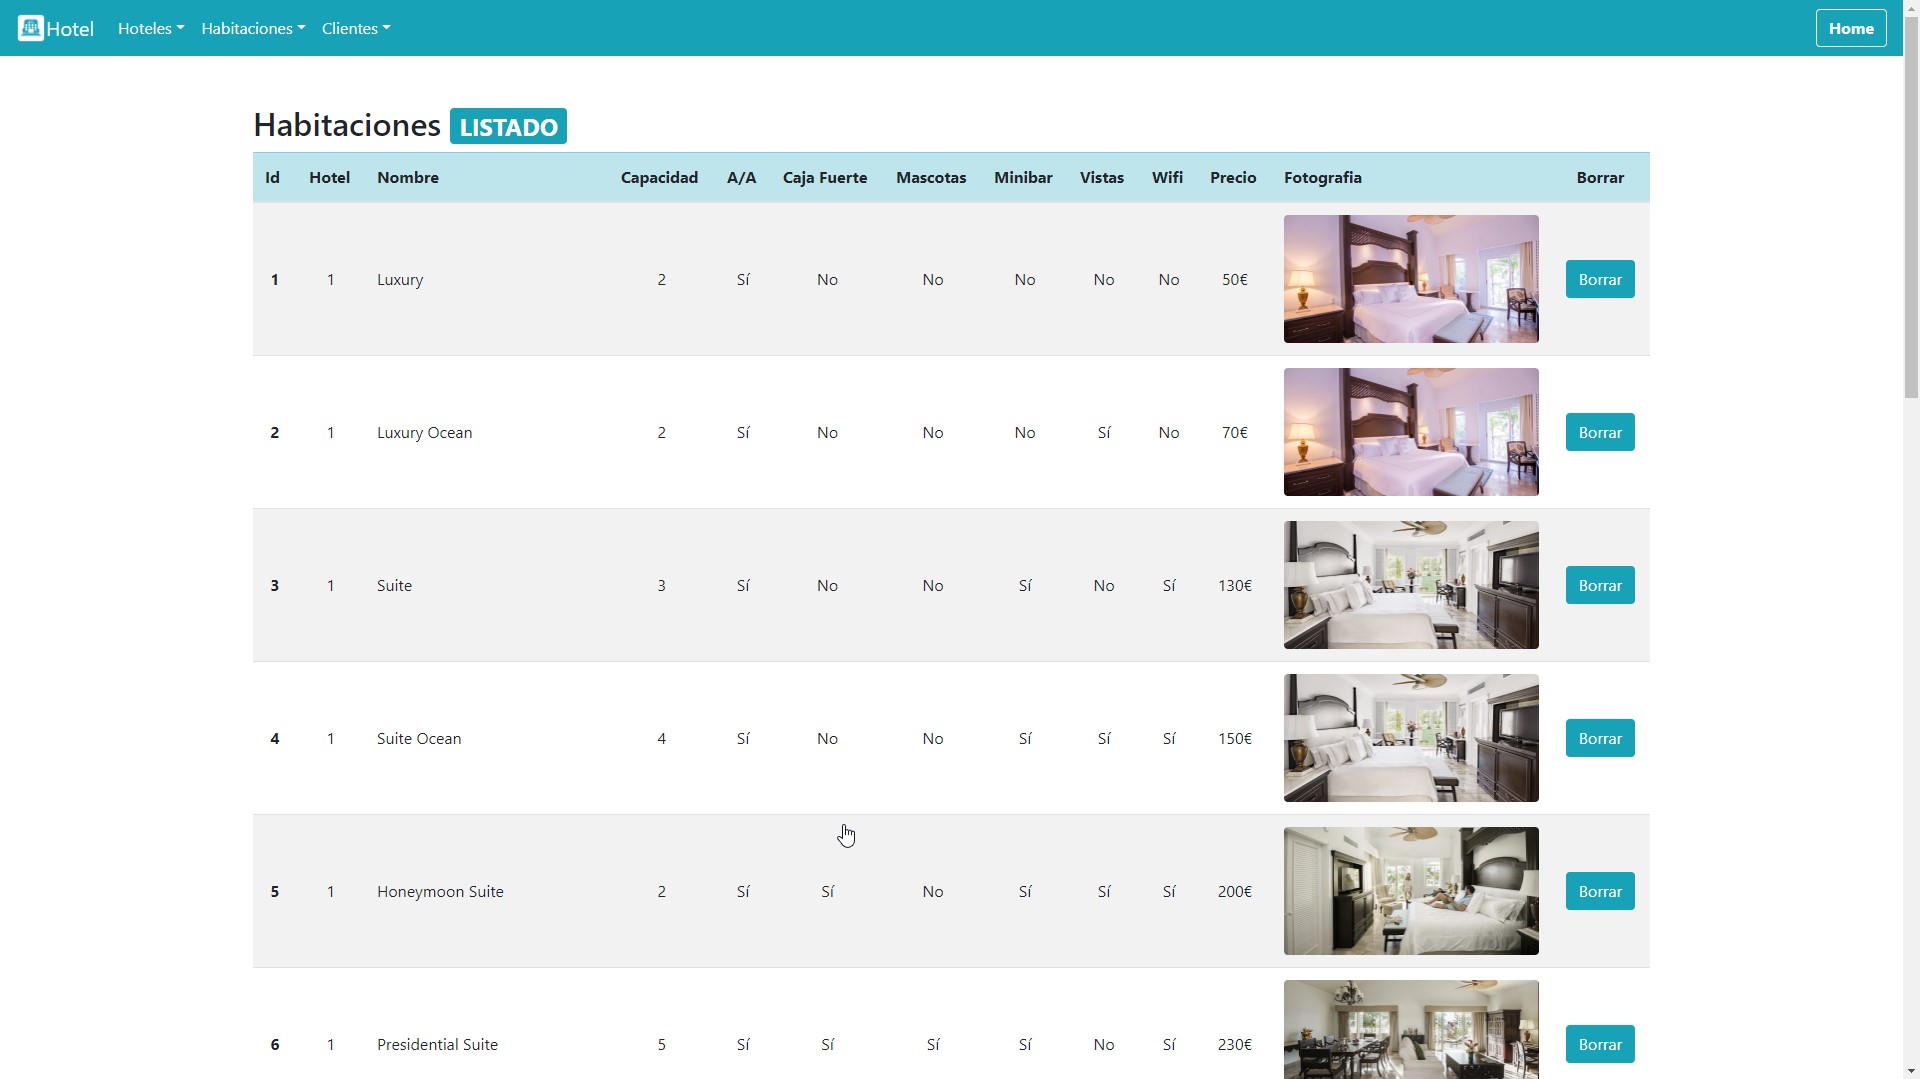 Hotel Hoteles Habitaciones Clientes Home
Habitaciones LISTADO
Id Hotel Nombre Capacidad A/A Caja Fuerte Mascotas Minibar Vistas Wifi Precio Fotografia Borrar
1 1 Luxury 2 Sí No No No No No 50€ Borrar
2 1 Luxury Ocean 2 Sí No No No Sí No 70€ Borrar
3 1 Suite 3 Sí No No Sí No Sí 130€ Borrar
4 1 Suite Ocean 4 Sí No No Sí Sí Sí 150€ Borrar
5 1 Honeymoon Suite 2 Sí Sí No Sí Sí Sí 200€ Borrar
6 1 Presidential Suite 5 Sí Sí Sí Sí No Sí 230€ Borrar